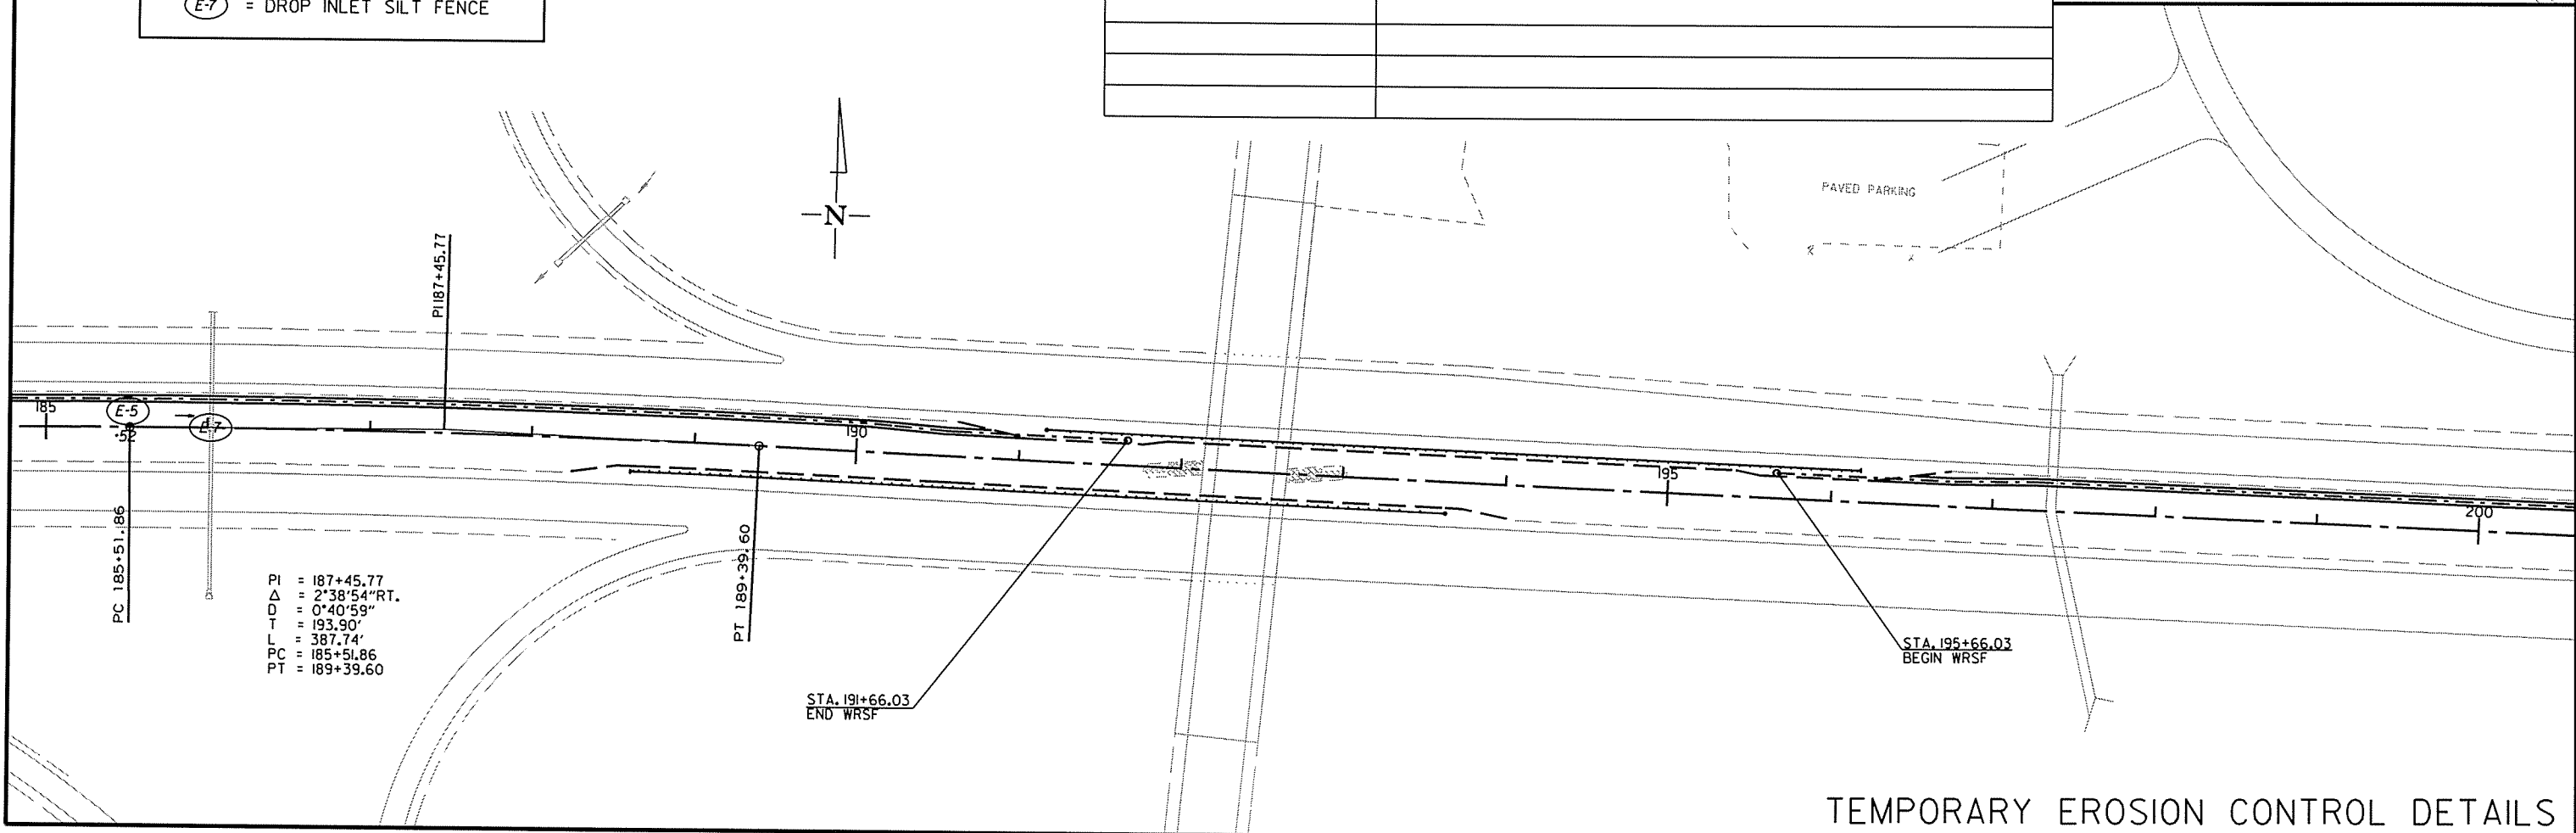 E-7 = DROP INLET SILT FENCE
N
PAVED PARKING
PI 187+45.77
185
E-5
E-7
.52
190
195
200
PC 185+51.86
PT 189+39.60
PI = 187+45.77
Δ = 2°38'54"RT.
D = 0°40'59"
T = 193.90'
L = 387.74'
PC = 185+51.86
PT = 189+39.60
STA. 191+66.03
END WRSF
STA. 195+66.03
BEGIN WRSF
TEMPORARY EROSION CONTROL DETAILS